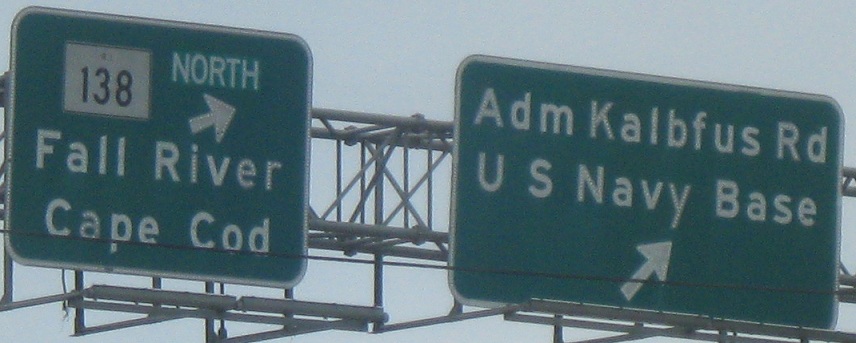 138 NORTH
Fall River
Cape Cod
Adm Kalbfus Rd
U S Navy Base